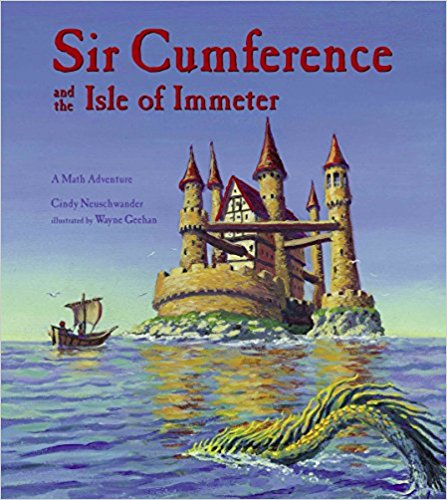 Sir Cumference
and the Isle of Immeter
A Math Adventure
Cindy Neuschwander
illustrated by Wayne Geehan